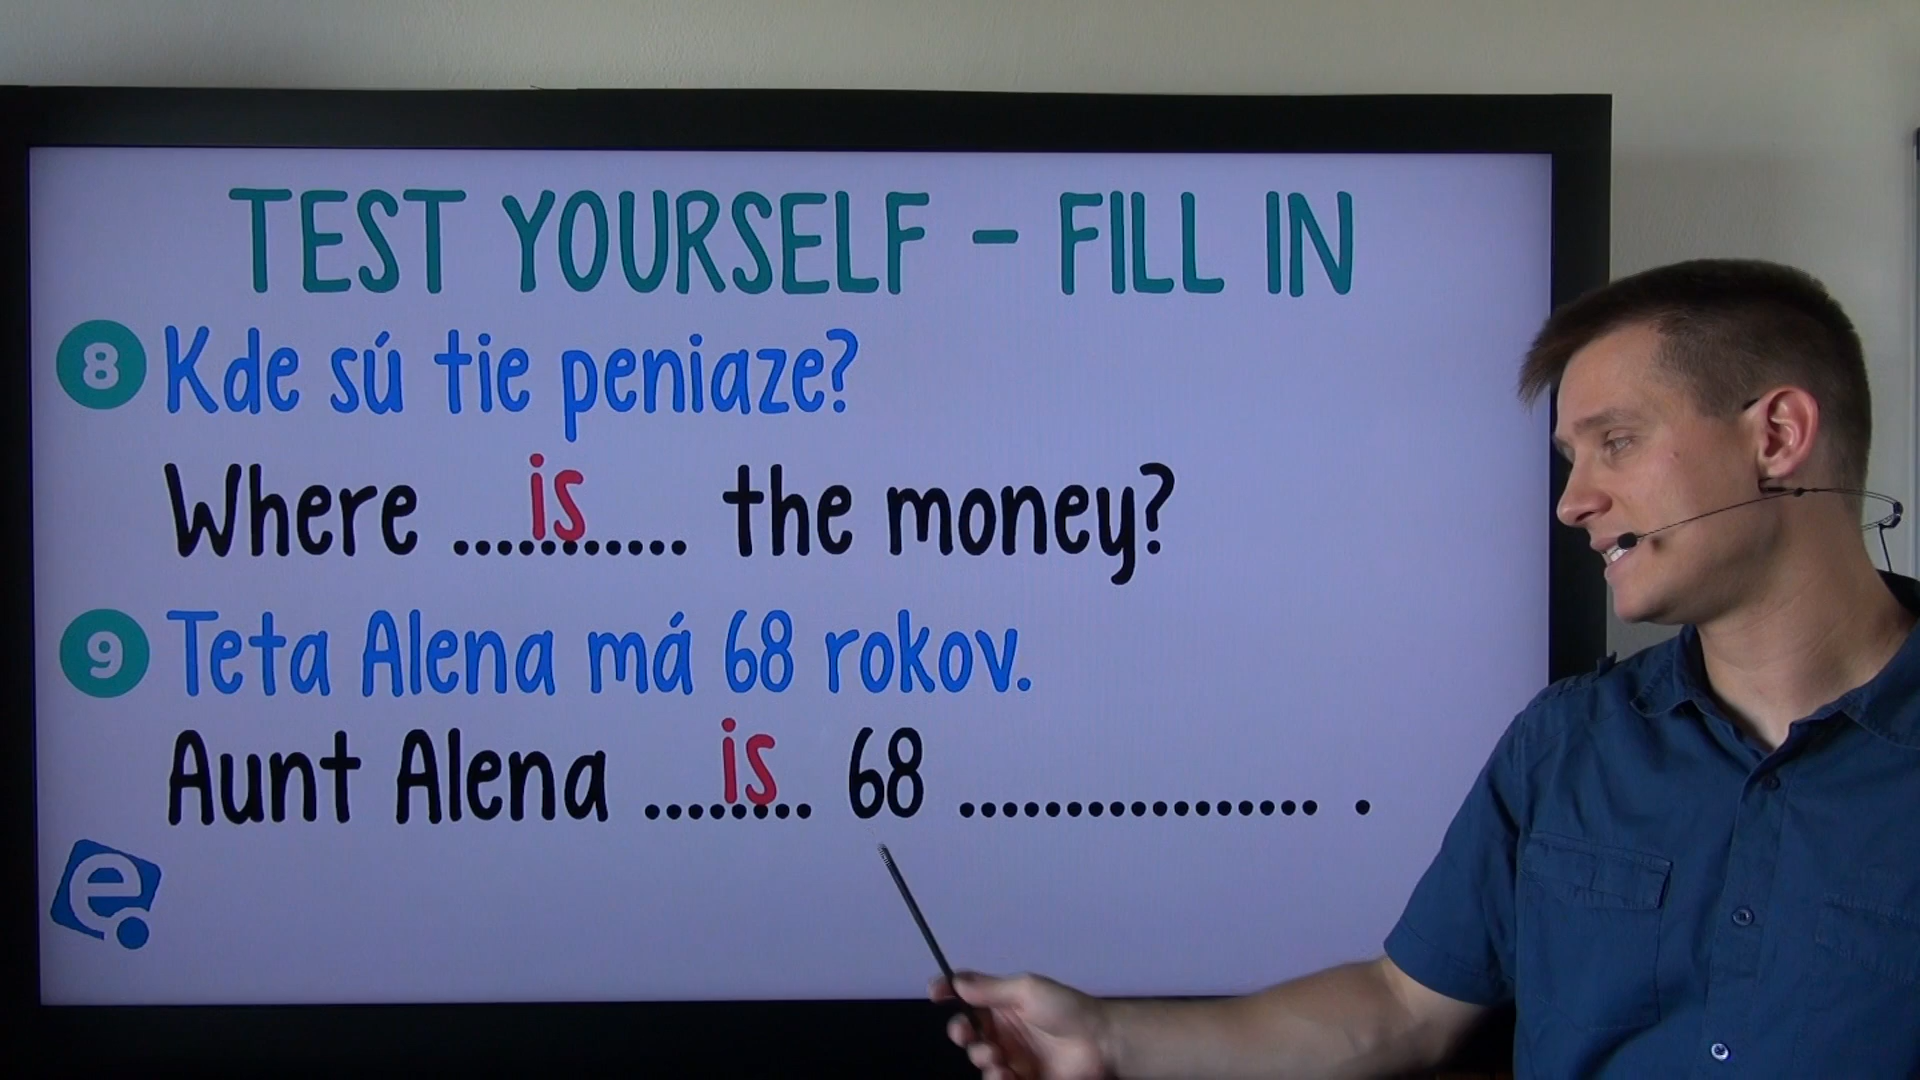 TEST YOURSELF - FILL IN
8 Kde sú tie peniaze?
Where ....is.... the money?
9 Teta Alena má 68 rokov.
Aunt Alena ....is.... 68 ................. .
e.